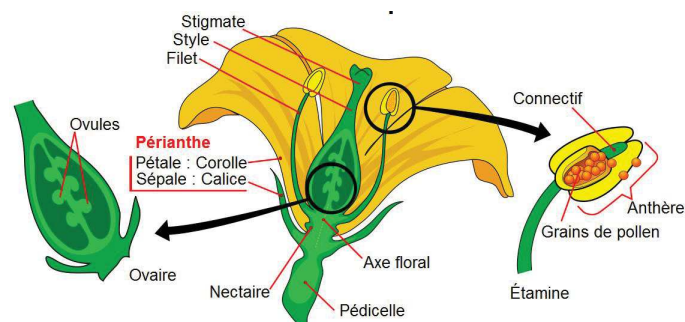 Stigmate
Style
Filet
Ovules
Périanthe
Pétale : Corolle
Sépale : Calice
Ovaire
Nectaire
Axe floral
Pédicelle
Connectif
Anthère
Grains de pollen
Étamine